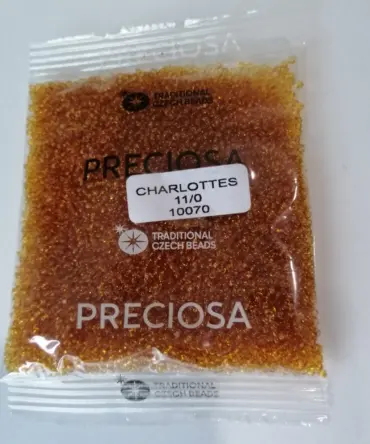 PRECIOSA
TRADITIONAL
CZECH BEADS
PRECIOSA
CHARLOTTES
11/0
10070
TRADITIONAL
CZECH BEADS
PRECIOSA
TRADITIONAL
CZECH BEADS